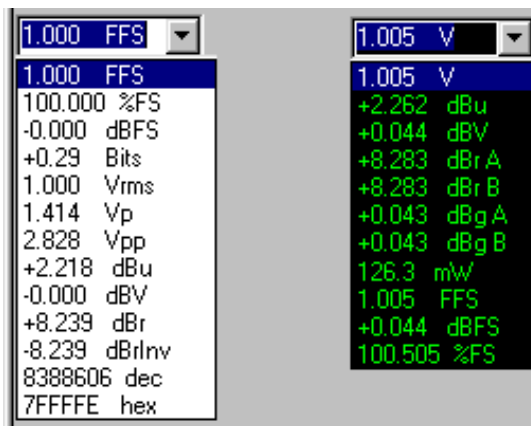 1.000 FFS
1.000 FFS
100.000 %FS
-0.000 dBFS
+0.29 Bits
1.000 Vrms
1.414 Vp
2.828 Vpp
+2.218 dBu
-0.000 dBV
+8.239 dBr
-8.239 dBrInv
8388606 dec
7FFFFE hex
1.005 V
1.005 V
+2.262 dBu
+0.044 dBV
+8.283 dBr A
+8.283 dBr B
+0.043 dBg A
+0.043 dBg B
126.3 mW
1.005 FFS
+0.044 dBFS
100.505 %FS